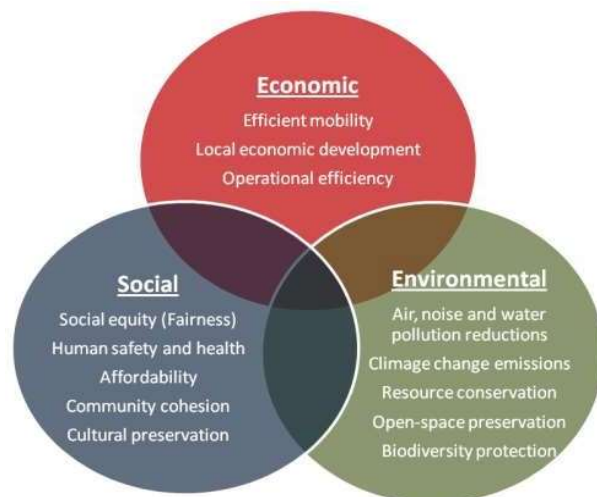 Economic
Efficient mobility
Local economic development
Operational efficiency
Social
Social equity (Fairness)
Human safety and health
Affordability
Community cohesion
Cultural preservation
Environmental
Air, noise and water
pollution reductions
Climage change emissions
Resource conservation
Open-space preservation
Biodiversity protection